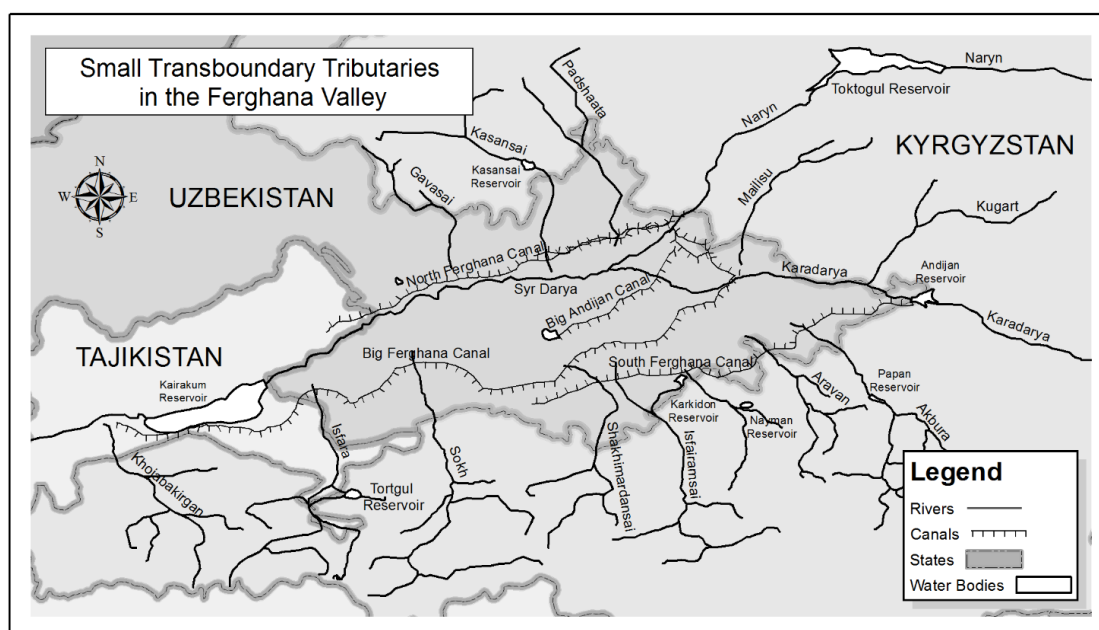 Small Transboundary Tributaries
in the Ferghana Valley
N
W
E
S
UZBEKISTAN
KYRGYZSTAN
TAJIKISTAN
Padshaata
Kasansai
Kasansai
Reservoir
Gavasai
Naryn
Naryn
Toktogul Reservoir
Mailisu
Kugart
North Ferghana Canal
Syr Darya
Big Andijan Canal
Karadarya
Andijan
Reservoir
Karadarya
Big Ferghana Canal
South Ferghana Canal
Kairakum
Reservoir
Karkidon
Reservoir
Nayman
Reservoir
Aravan
Papan
Reservoir
Akbura
Khojabakirgan
Isfara
Tortgul
Reservoir
Sokh
Shakhimardansai
Isfairamsai
Legend
Rivers
Canals
States
Water Bodies